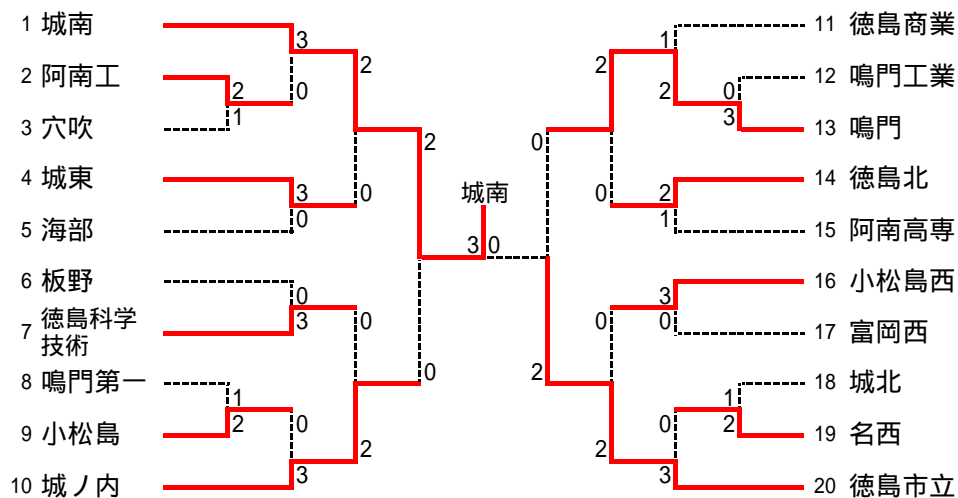 1 城南
2 阿南工
3 穴吹
4 城東
5 海部
6 板野
7 徳島科学
技術
8 鳴門第一
9 小松島
10 城ノ内
3
0
2
1
3
0
0
3
1
2
0
3
2
0
0
2
2
0
城南
3 0
0
2
2
0
0
2
1
2
0
3
2
1
3
0
1
2
0
3
11 徳島商業
12 鳴門工業
13 鳴門
14 徳島北
15 阿南高専
16 小松島西
17 富岡西
18 城北
19 名西
20 徳島市立